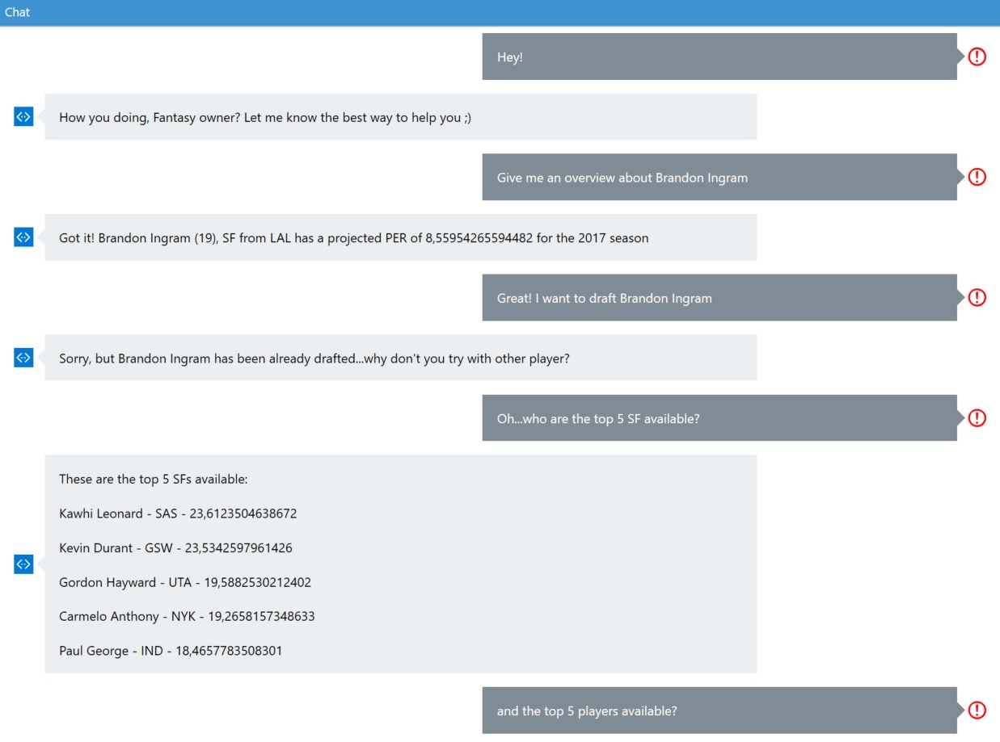 Chat
Hey!
How you doing, Fantasy owner? Let me know the best way to help you ;)
Give me an overview about Brandon Ingram
Got it! Brandon Ingram (19), SF from LAL has a projected PER of 8,55954265594482 for the 2017 season
Great! I want to draft Brandon Ingram
Sorry, but Brandon Ingram has been already drafted...why don't you try with other player?
Oh...who are the top 5 SF available?
These are the top 5 SFs available:
Kawhi Leonard - SAS - 23,6123504638672
Kevin Durant - GSW - 23,5342597961426
Gordon Hayward - UTA - 19,5882530212402
Carmelo Anthony - NYK - 19,2658157348633
Paul George - IND - 18,4657783508301
and the top 5 players available?